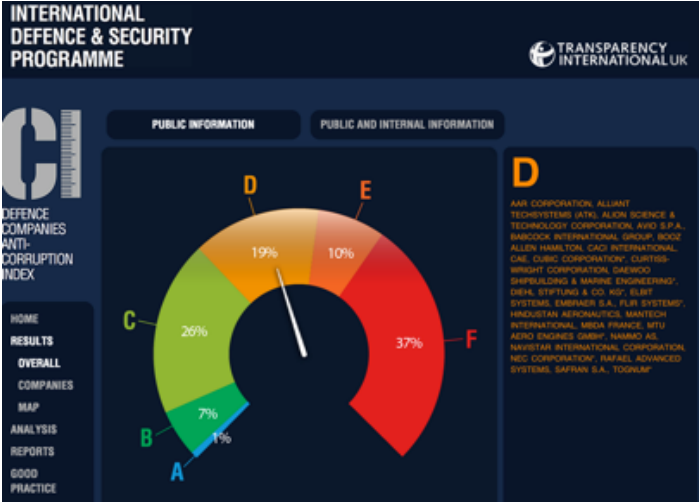 INTERNATIONAL
DEFENCE & SECURITY
PROGRAMME
TRANSPARENCY
INTERNATIONAL UK
CI
DEFENCE
COMPANIES
ANTI-
CORRUPTION
INDEX
HOME
RESULTS
OVERALL
COMPANIES
MAP
ANALYSIS
REPORTS
GOOD
PRACTICE
PUBLIC INFORMATION
PUBLIC AND INTERNAL INFORMATION
A
1%
B
7%
C
26%
D
19%
E
10%
F
37%
D
AAR CORPORATION, ALLIANT
TECHSYSTEMS (ATK), ALION SCIENCE &
TECHNOLOGY CORPORATION, AVIO S.P.A.,
BABCOCK INTERNATIONAL GROUP, BOOZ
ALLEN HAMILTON, CACI INTERNATIONAL,
CAE, CUBIC CORPORATION*, CURTISS-
WRIGHT CORPORATION, DAEWOO
SHIPBUILDING & MARINE ENGINEERING*,
DIEHL STIFTUNG & CO. KG*, ELBIT
SYSTEMS, EMBRAER S.A., FLIR SYSTEMS*,
HINDUSTAN AERONAUTICS, MANTECH
INTERNATIONAL, MBDA FRANCE, MTU
AERO ENGINES GMBH*, NAMMO AS,
NAVISTAR INTERNATIONAL CORPORATION,
NEC CORPORATION*, RAFAEL ADVANCED
SYSTEMS, SAFRAN S.A., TOGNUM*